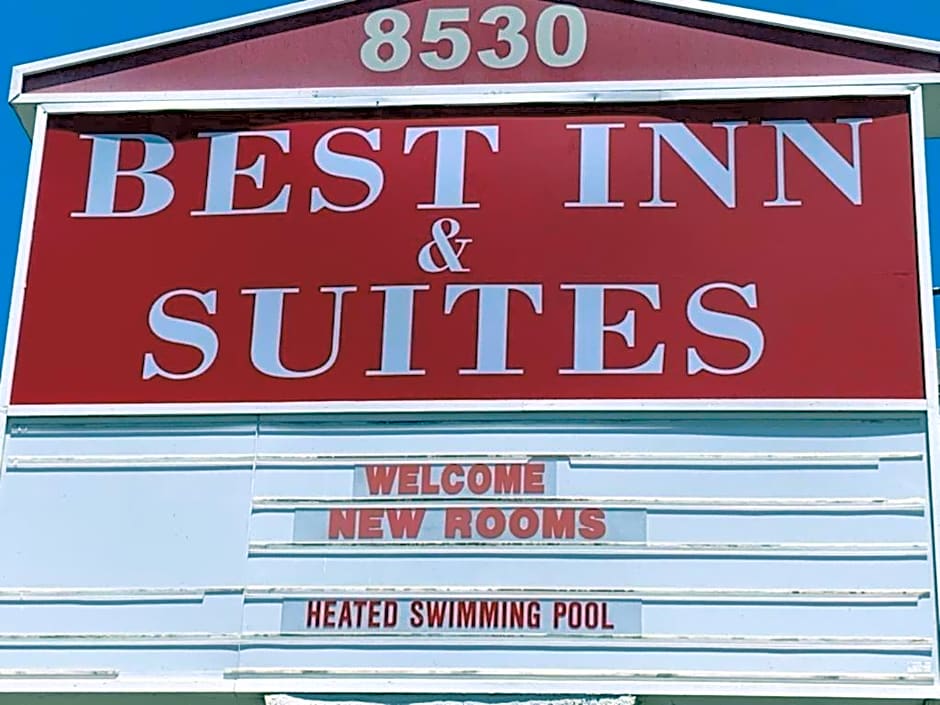 8530
BEST INN
&
SUITES
WELCOME
NEW ROOMS
HEATED SWIMMING POOL